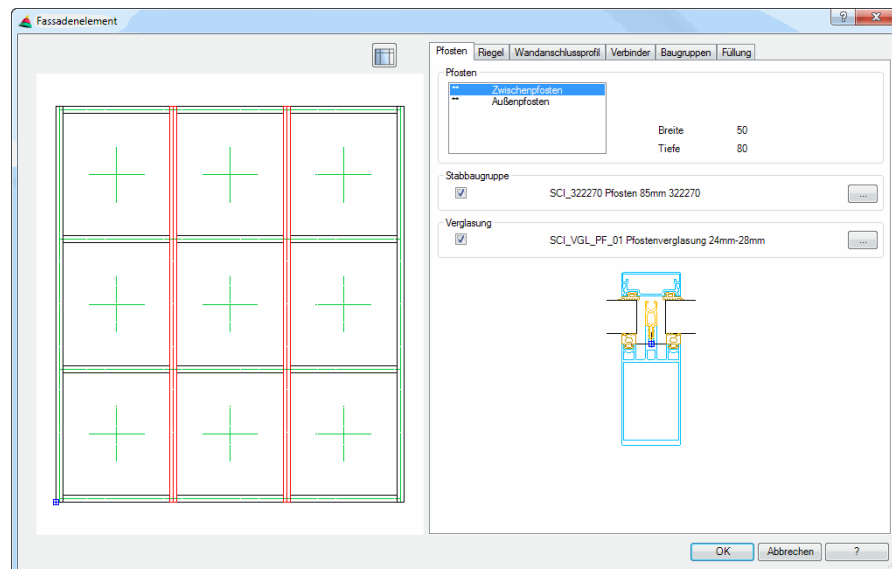 Fassadenelement
Pfosten Riegel Wandanschlussprofil Verbinder Baugruppen Füllung
Pfosten
"" Zwischenpfosten
"" Außenpfosten
Breite 50
Tiefe 80
Stabbaugruppe
SCI_322270 Pfosten 85mm 322270 ...
Verglasung
SCI_VGL_PF_01 Pfostenverglasung 24mm-28mm ...
OK Abbrechen ?